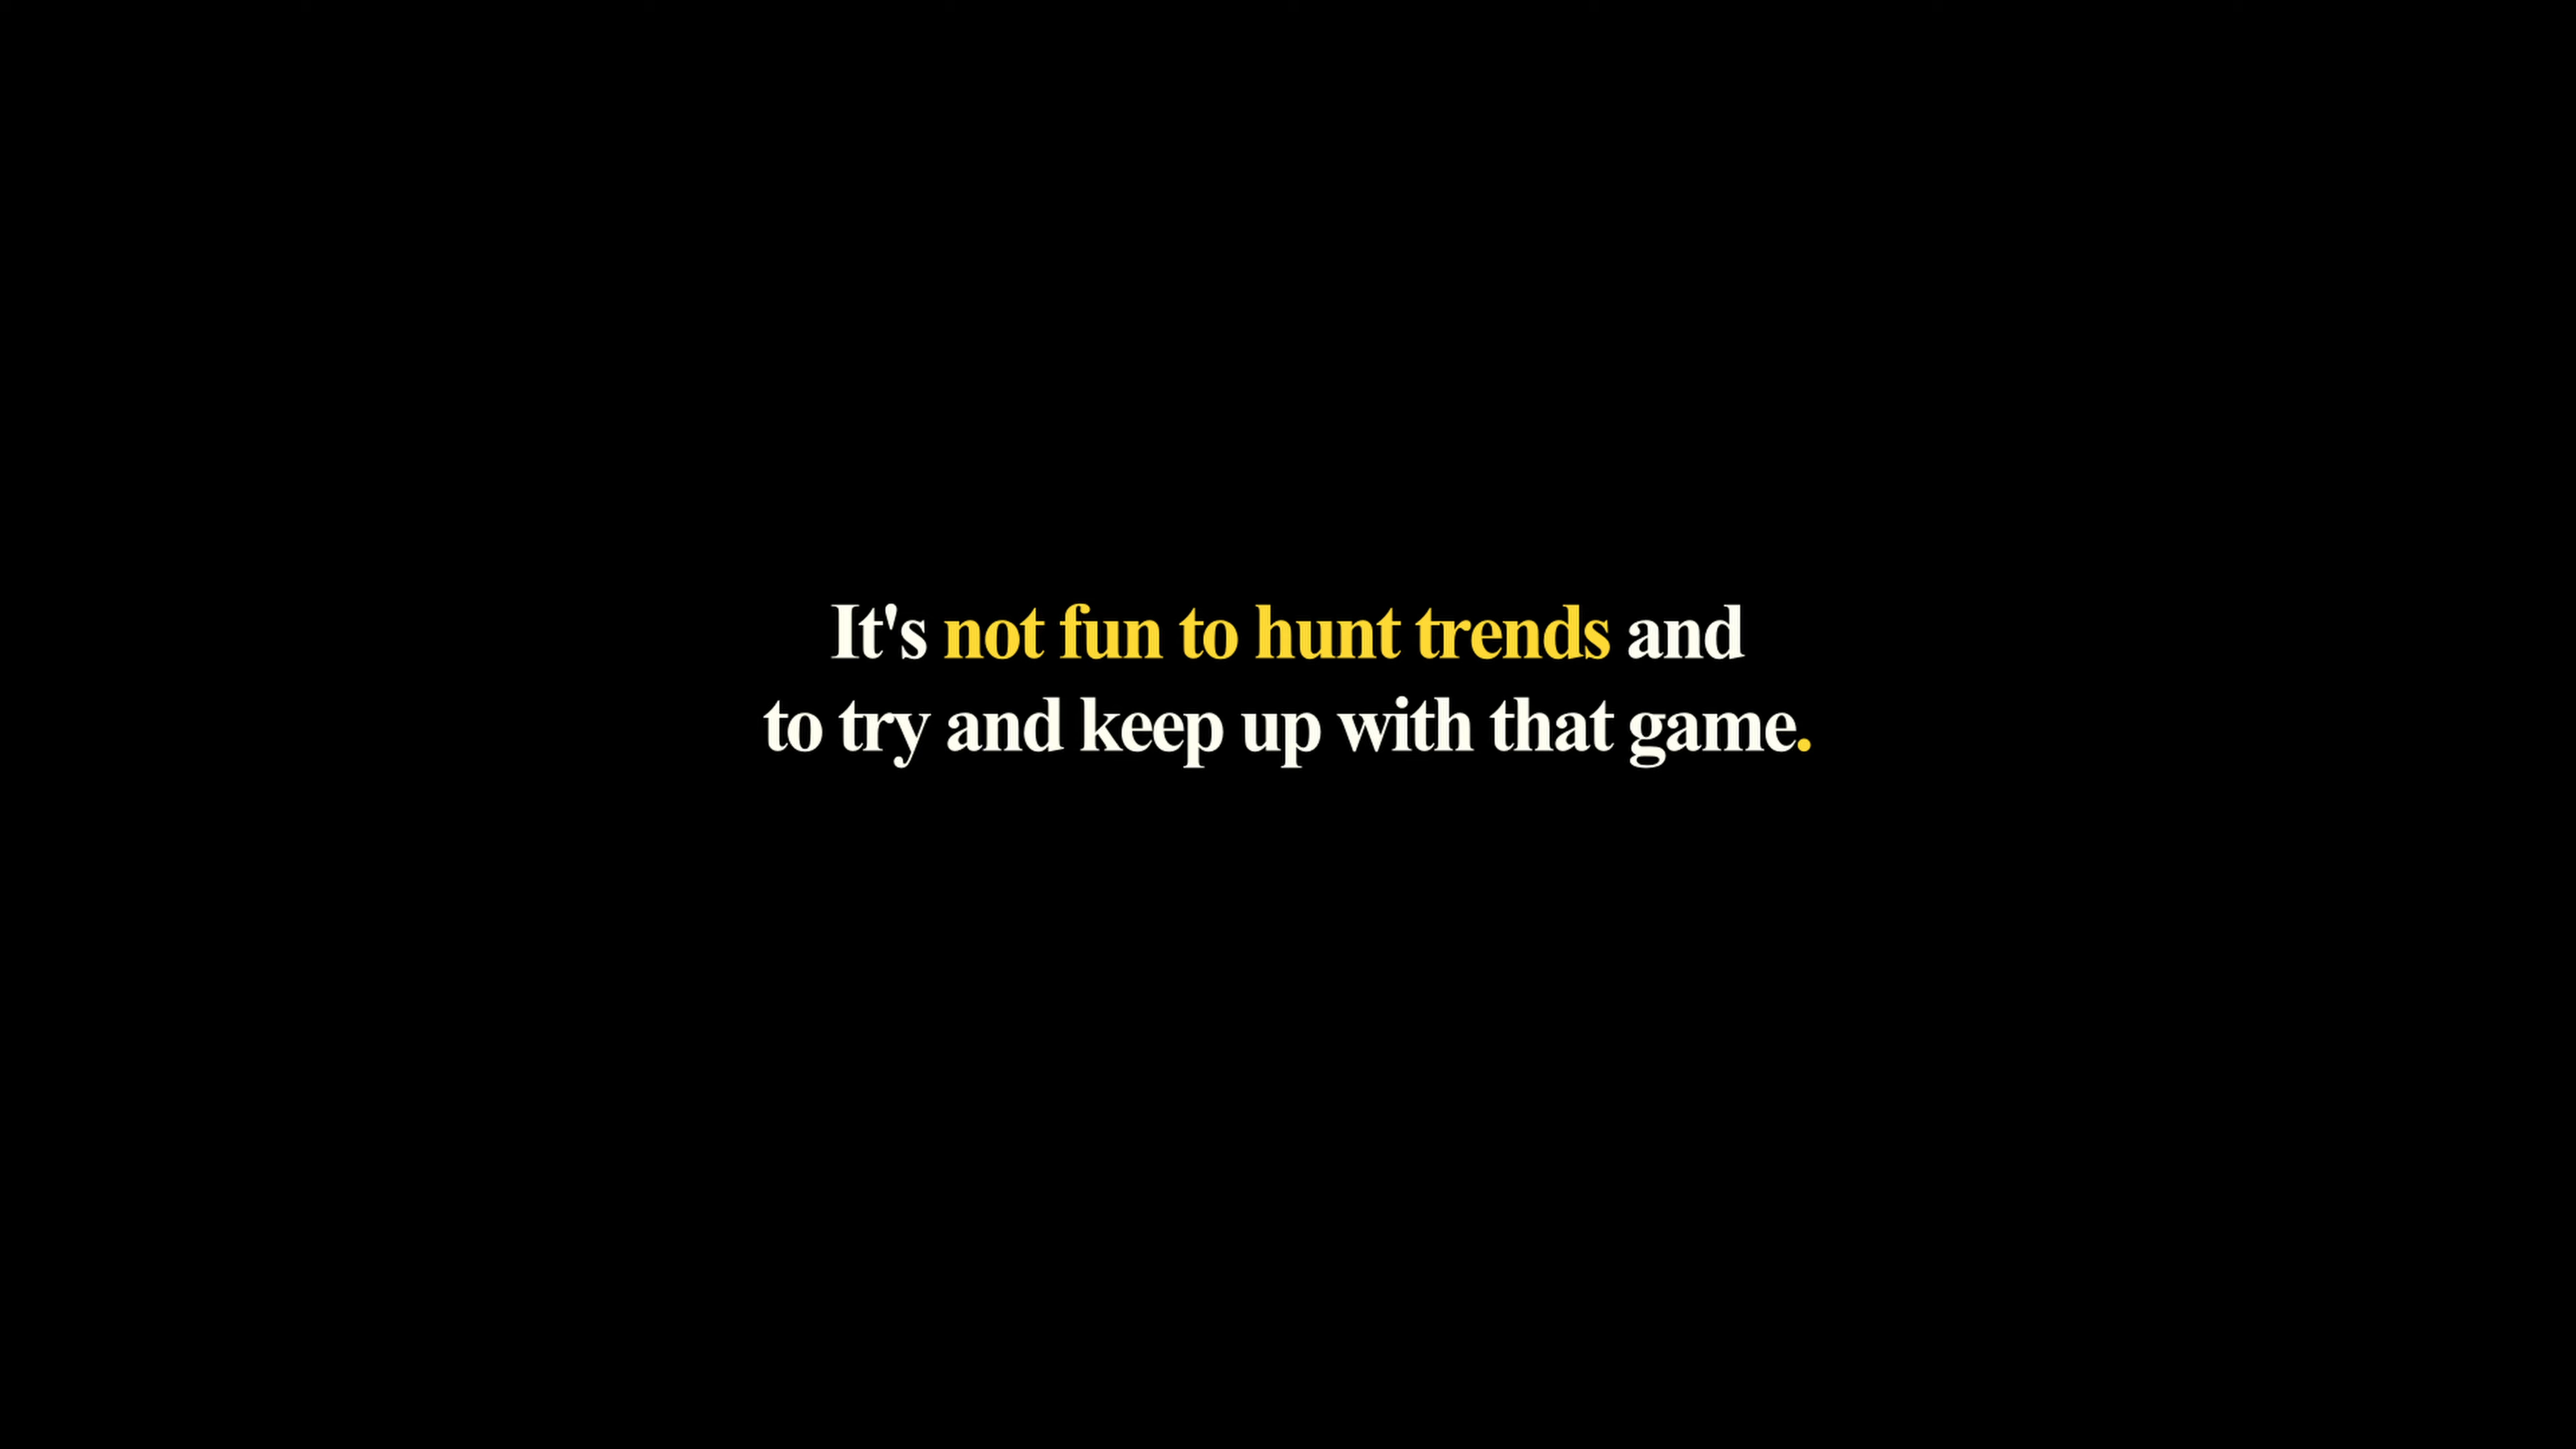 It's not fun to hunt trends and
to try and keep up with that game.